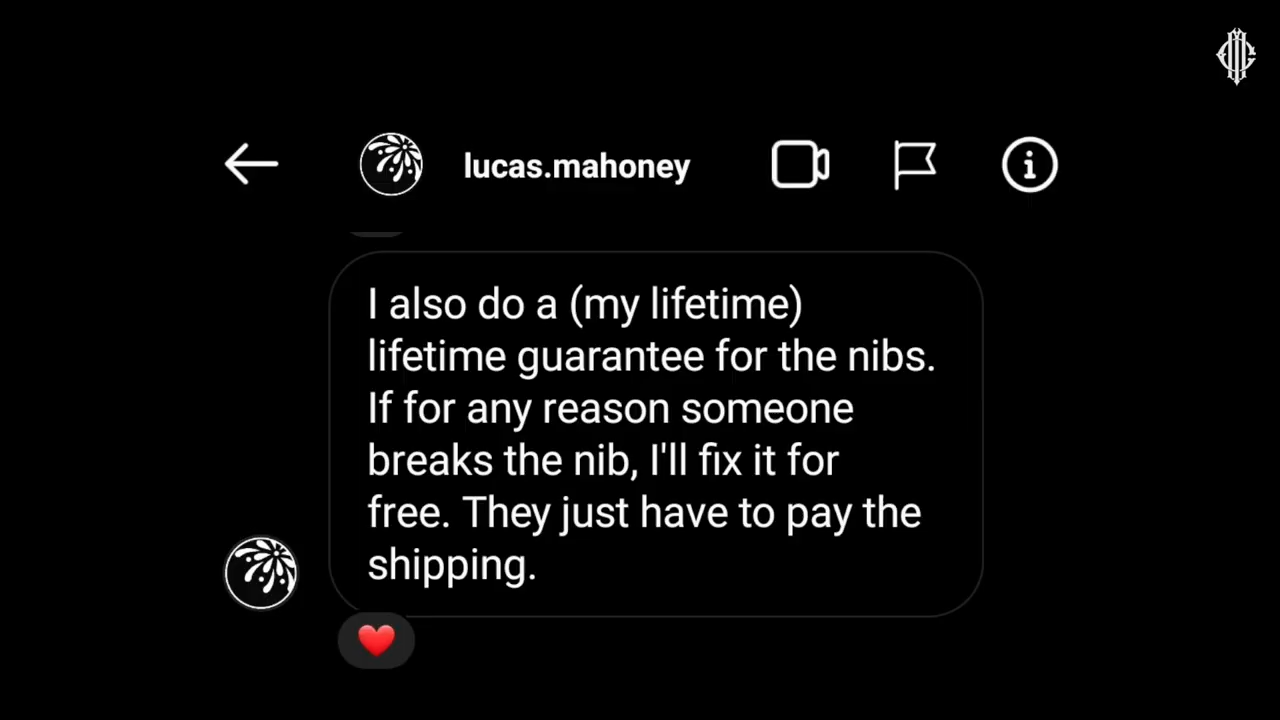 lucas.mahoney
I also do a (my lifetime)
lifetime guarantee for the nibs.
If for any reason someone
breaks the nib, I'll fix it for
free. They just have to pay the
shipping.